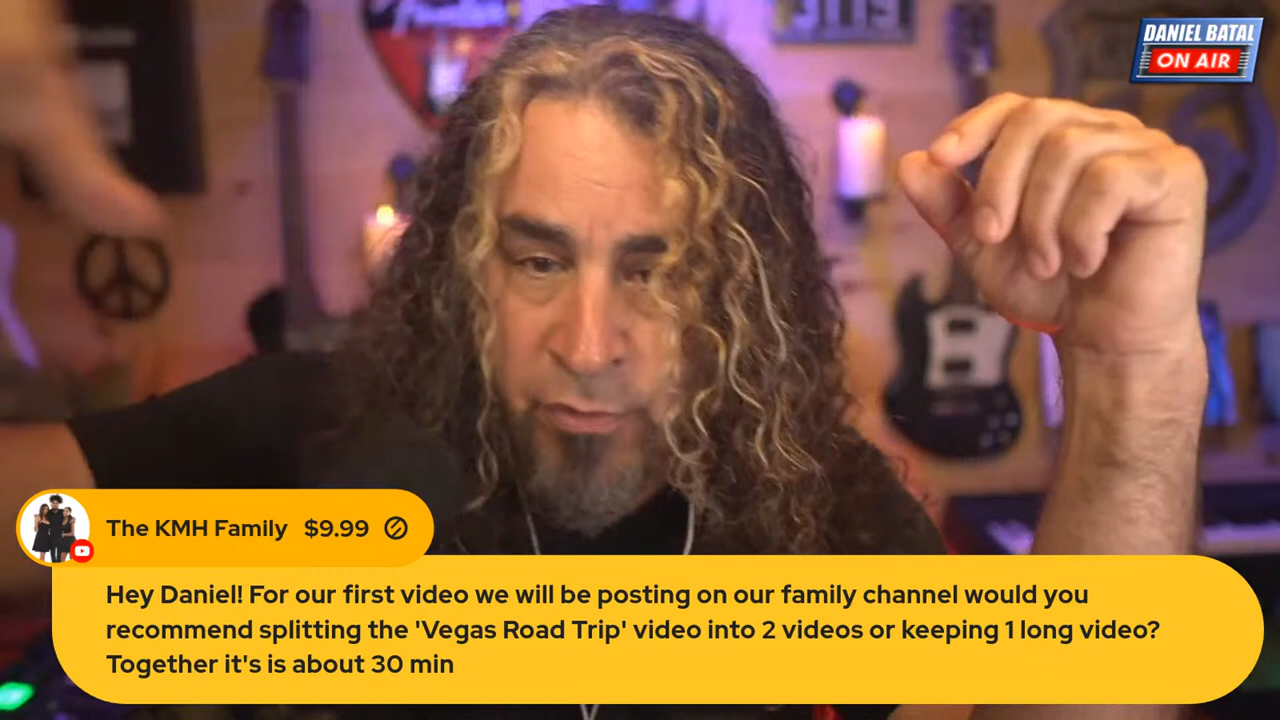 3113
DANIEL BATAL
ON AIR
The KMH Family $9.99
Hey Daniel! For our first video we will be posting on our family channel would you
recommend splitting the 'Vegas Road Trip' video into 2 videos or keeping 1 long video?
Together it's is about 30 min